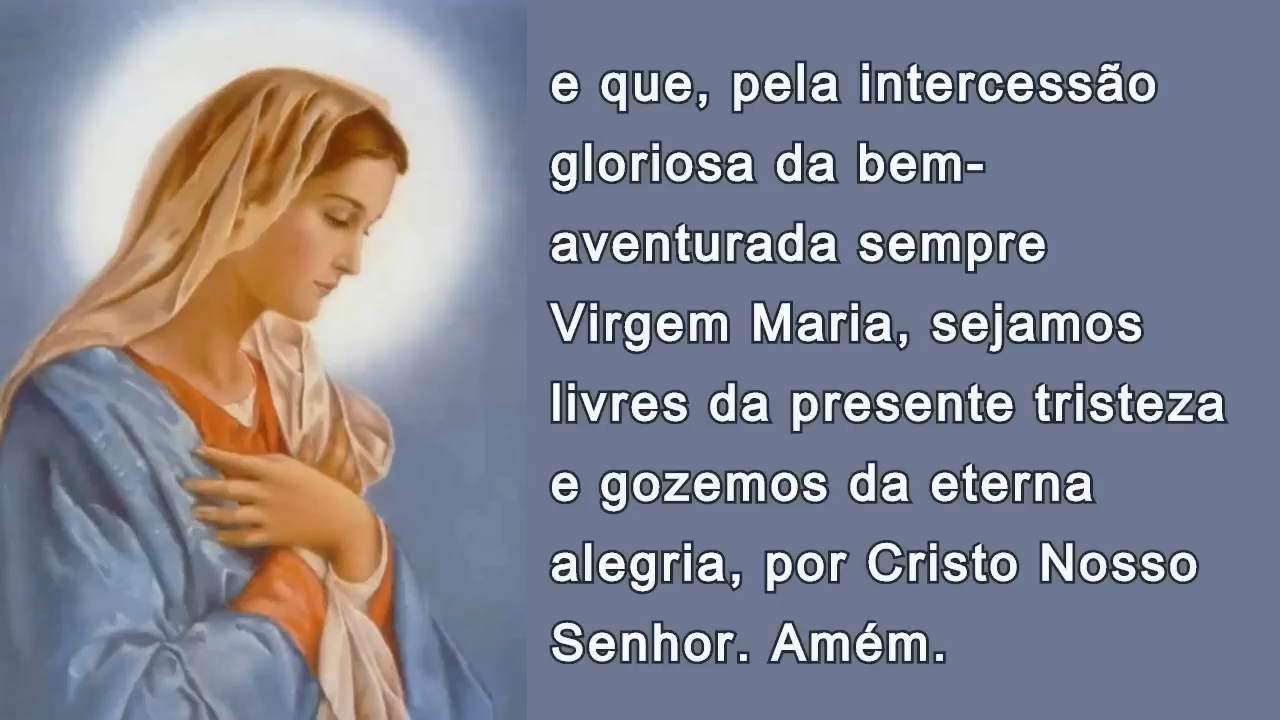 e que, pela intercessão
gloriosa da bem-
aventurada sempre
Virgem Maria, sejamos
livres da presente tristeza
e gozemos da eterna
alegria, por Cristo Nosso
Senhor. Amém.